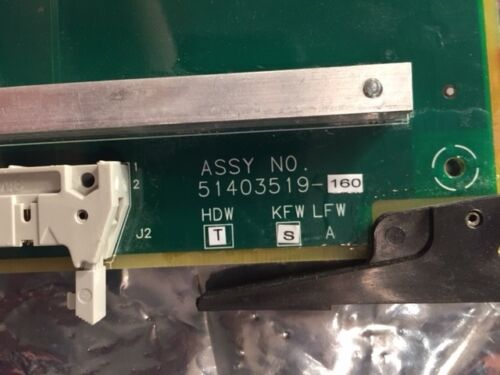 ASSY NO.
51403519-160
1
2
HDW KFW LFW
T S A
J2